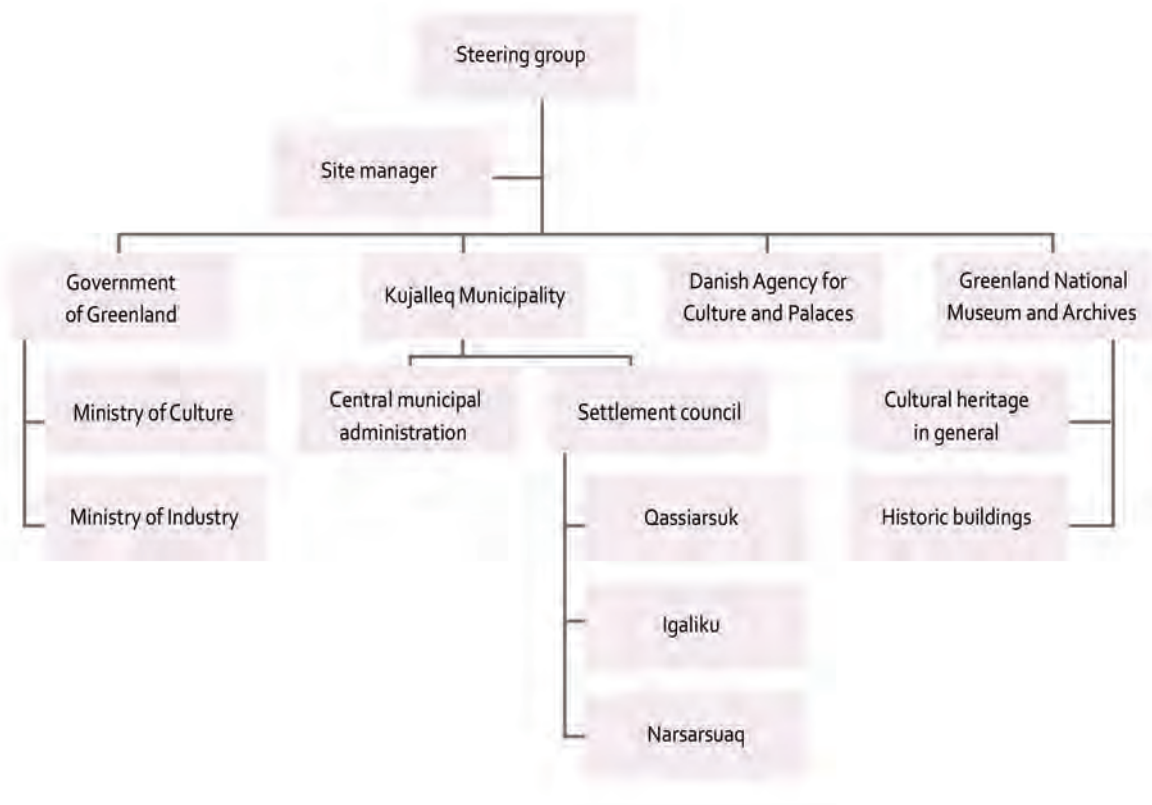 Steering group
Site manager
Government
of Greenland
Kujalleq Municipality
Danish Agency for
Culture and Palaces
Greenland National
Museum and Archives
Ministry of Culture
Central municipal
administration
Settlement council
Cultural heritage
in general
Ministry of Industry
Qassiarsuk
Historic buildings
Igaliku
Narsarsuaq